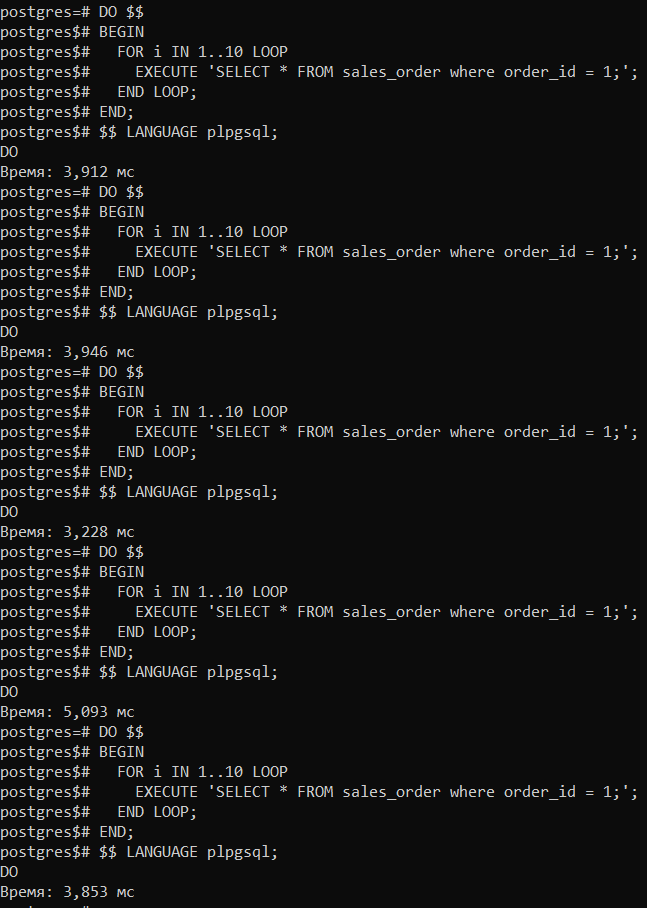 postgres=# DO $$
postgres$# BEGIN
postgres$#   FOR i IN 1..10 LOOP
postgres$#     EXECUTE 'SELECT * FROM sales_order where order_id = 1;';
postgres$#   END LOOP;
postgres$# END;
postgres$# $$ LANGUAGE plpgsql;
DO
Время: 3,912 мс
postgres=# DO $$
postgres$# BEGIN
postgres$#   FOR i IN 1..10 LOOP
postgres$#     EXECUTE 'SELECT * FROM sales_order where order_id = 1;';
postgres$#   END LOOP;
postgres$# END;
postgres$# $$ LANGUAGE plpgsql;
DO
Время: 3,946 мс
postgres=# DO $$
postgres$# BEGIN
postgres$#   FOR i IN 1..10 LOOP
postgres$#     EXECUTE 'SELECT * FROM sales_order where order_id = 1;';
postgres$#   END LOOP;
postgres$# END;
postgres$# $$ LANGUAGE plpgsql;
DO
Время: 3,228 мс
postgres=# DO $$
postgres$# BEGIN
postgres$#   FOR i IN 1..10 LOOP
postgres$#     EXECUTE 'SELECT * FROM sales_order where order_id = 1;';
postgres$#   END LOOP;
postgres$# END;
postgres$# $$ LANGUAGE plpgsql;
DO
Время: 5,093 мс
postgres=# DO $$
postgres$# BEGIN
postgres$#   FOR i IN 1..10 LOOP
postgres$#     EXECUTE 'SELECT * FROM sales_order where order_id = 1;';
postgres$#   END LOOP;
postgres$# END;
postgres$# $$ LANGUAGE plpgsql;
DO
Время: 3,853 мс